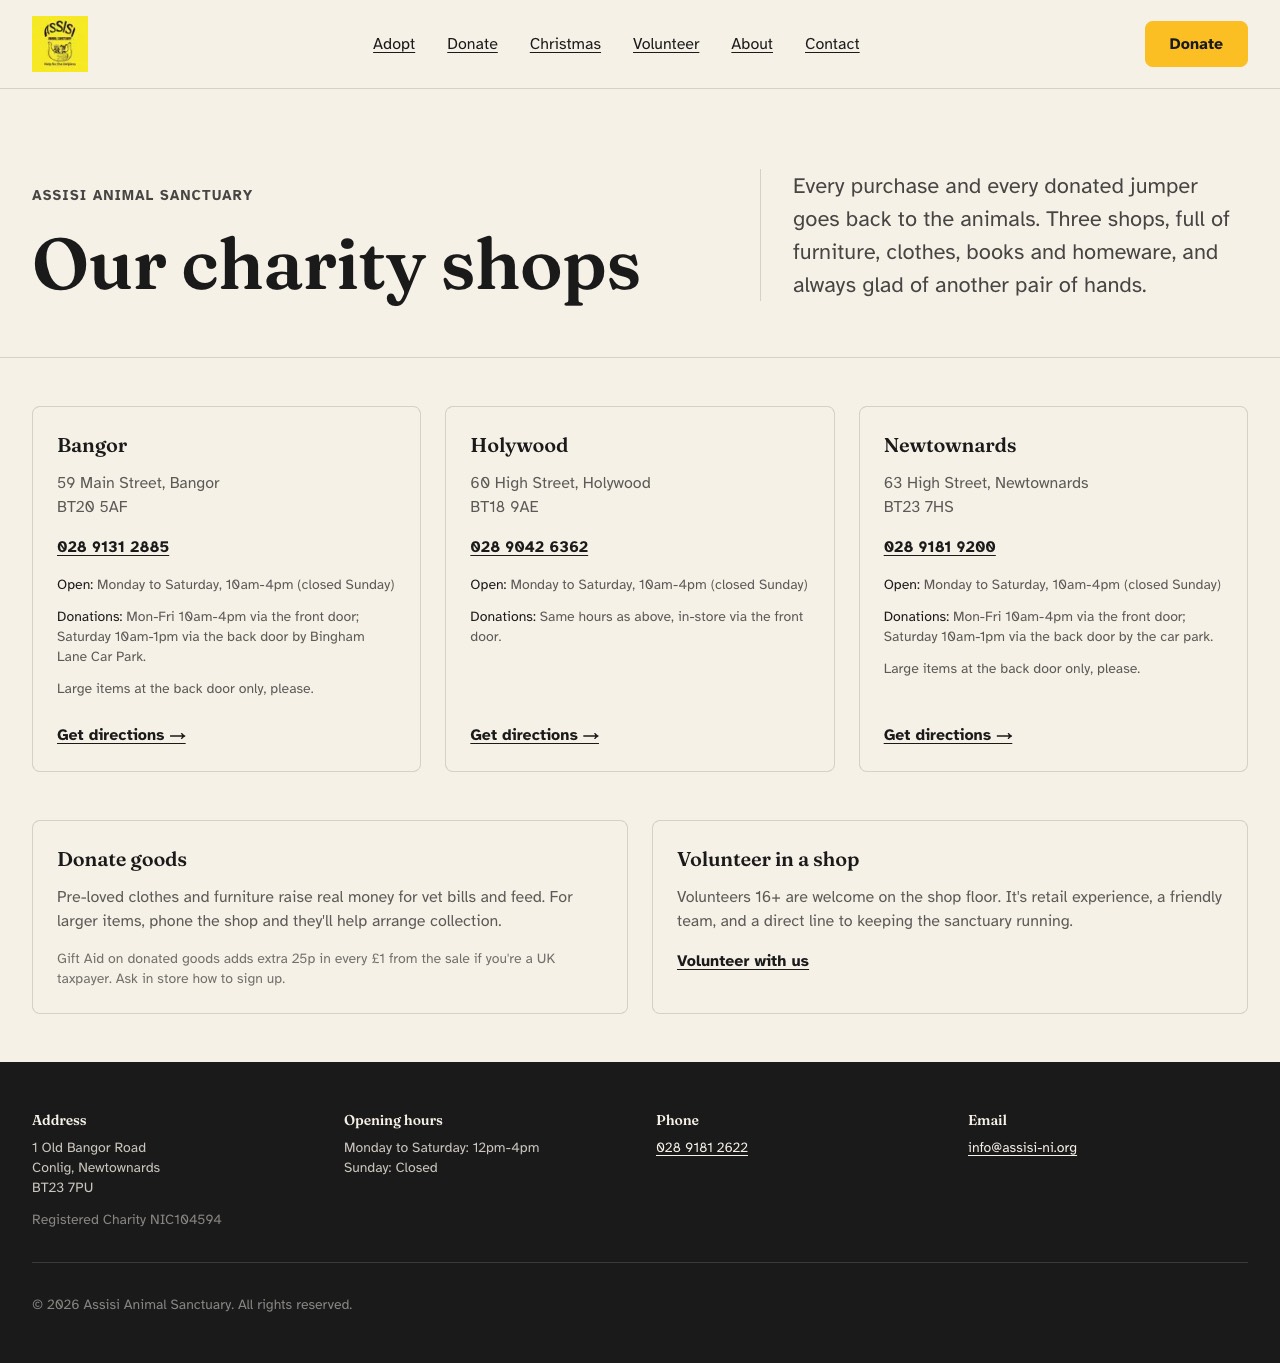 ASSISI
Adopt
Donate
Christmas
Volunteer
About
Contact
Donate
ASSISI ANIMAL SANCTUARY
Our charity shops
Every purchase and every donated jumper
goes back to the animals. Three shops, full of
furniture, clothes, books and homeware, and
always glad of another pair of hands.
Bangor
59 Main Street, Bangor
BT20 5AF
028 9131 2885
Open: Monday to Saturday, 10am-4pm (closed Sunday)
Donations: Mon-Fri 10am-4pm via the front door;
Saturday 10am-1pm via the back door by Bingham
Lane Car Park.
Large items at the back door only, please.
Get directions →
Holywood
60 High Street, Holywood
BT18 9AE
028 9042 6362
Open: Monday to Saturday, 10am-4pm (closed Sunday)
Donations: Same hours as above, in-store via the front
door.
Get directions →
Newtownards
63 High Street, Newtownards
BT23 7HS
028 9181 9200
Open: Monday to Saturday, 10am-4pm (closed Sunday)
Donations: Mon-Fri 10am-4pm via the front door;
Saturday 10am-1pm via the back door by the car park.
Large items at the back door only, please.
Get directions →
Donate goods
Pre-loved clothes and furniture raise real money for vet bills and feed. For
larger items, phone the shop and they'll help arrange collection.
Gift Aid on donated goods adds extra 25p in every £1 from the sale if you're a UK
taxpayer. Ask in store how to sign up.
Volunteer in a shop
Volunteers 16+ are welcome on the shop floor. It's retail experience, a friendly
team, and a direct line to keeping the sanctuary running.
Volunteer with us
Address
1 Old Bangor Road
Conlig, Newtownards
BT23 7PU
Registered Charity NIC104594
Opening hours
Monday to Saturday: 12pm-4pm
Sunday: Closed
Phone
028 9181 2622
Email
info@assisi-ni.org
© 2026 Assisi Animal Sanctuary. All rights reserved.